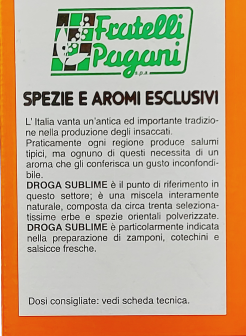 Fratelli
Pagani
s.p.a.
SPEZIE E AROMI ESCLUSIVI
L' Italia vanta un'antica ed importante tradizio-
ne nella produzione degli insaccati.
Praticamente ogni regione produce salumi
tipici, ma ognuno di questi necessita di un
aroma che gli conferisca un gusto inconfondi-
bile.
DROGA SUBLIME è il punto di riferimento in
questo settore; è una miscela interamente
naturale, composta da circa trenta seleziona-
tissime erbe e spezie orientali polverizzate.
DROGA SUBLIME è particolarmente indicata
nella preparazione di zamponi, cotechini e
salsicce fresche.
Dosi consigliate: vedi scheda tecnica.